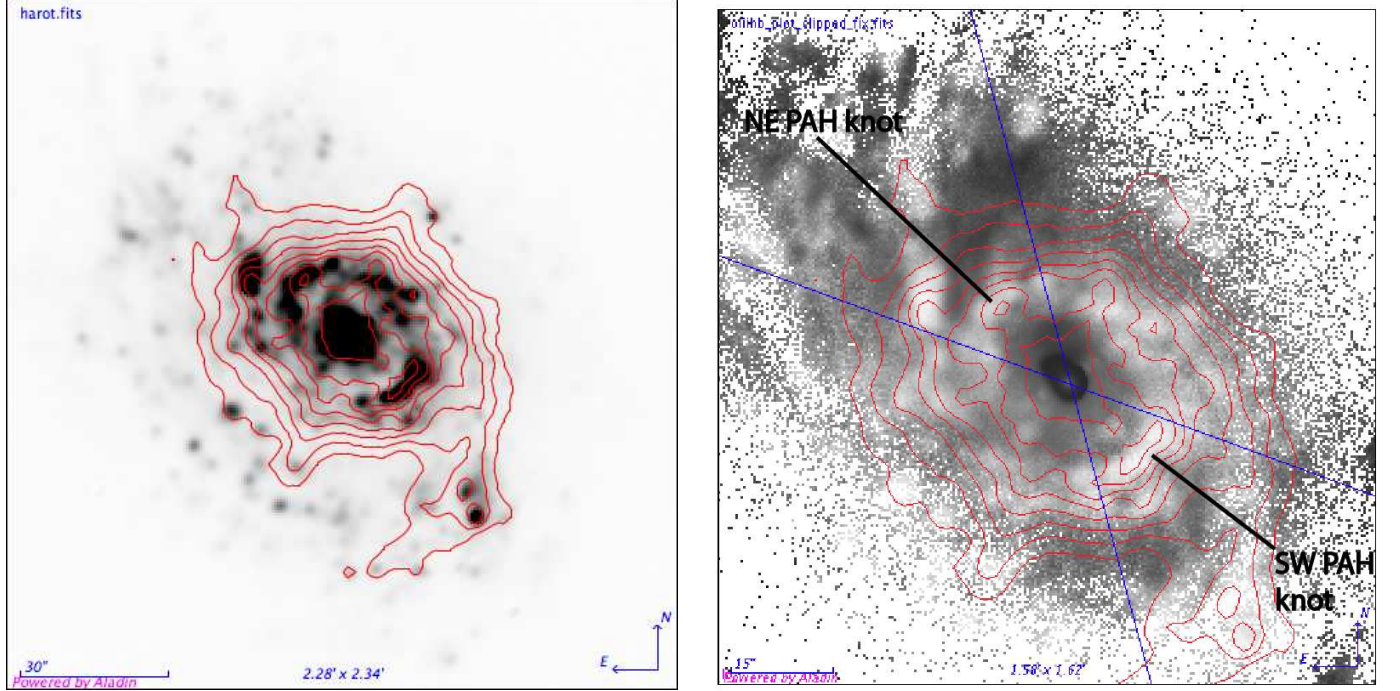 harot.fits
N
E
30"
2.28' x 2.34'
Powered by Aladin
NE PAH knot
SW PAH
knot
N
E
15"
1.58' x 1.62'
Powered by Aladin